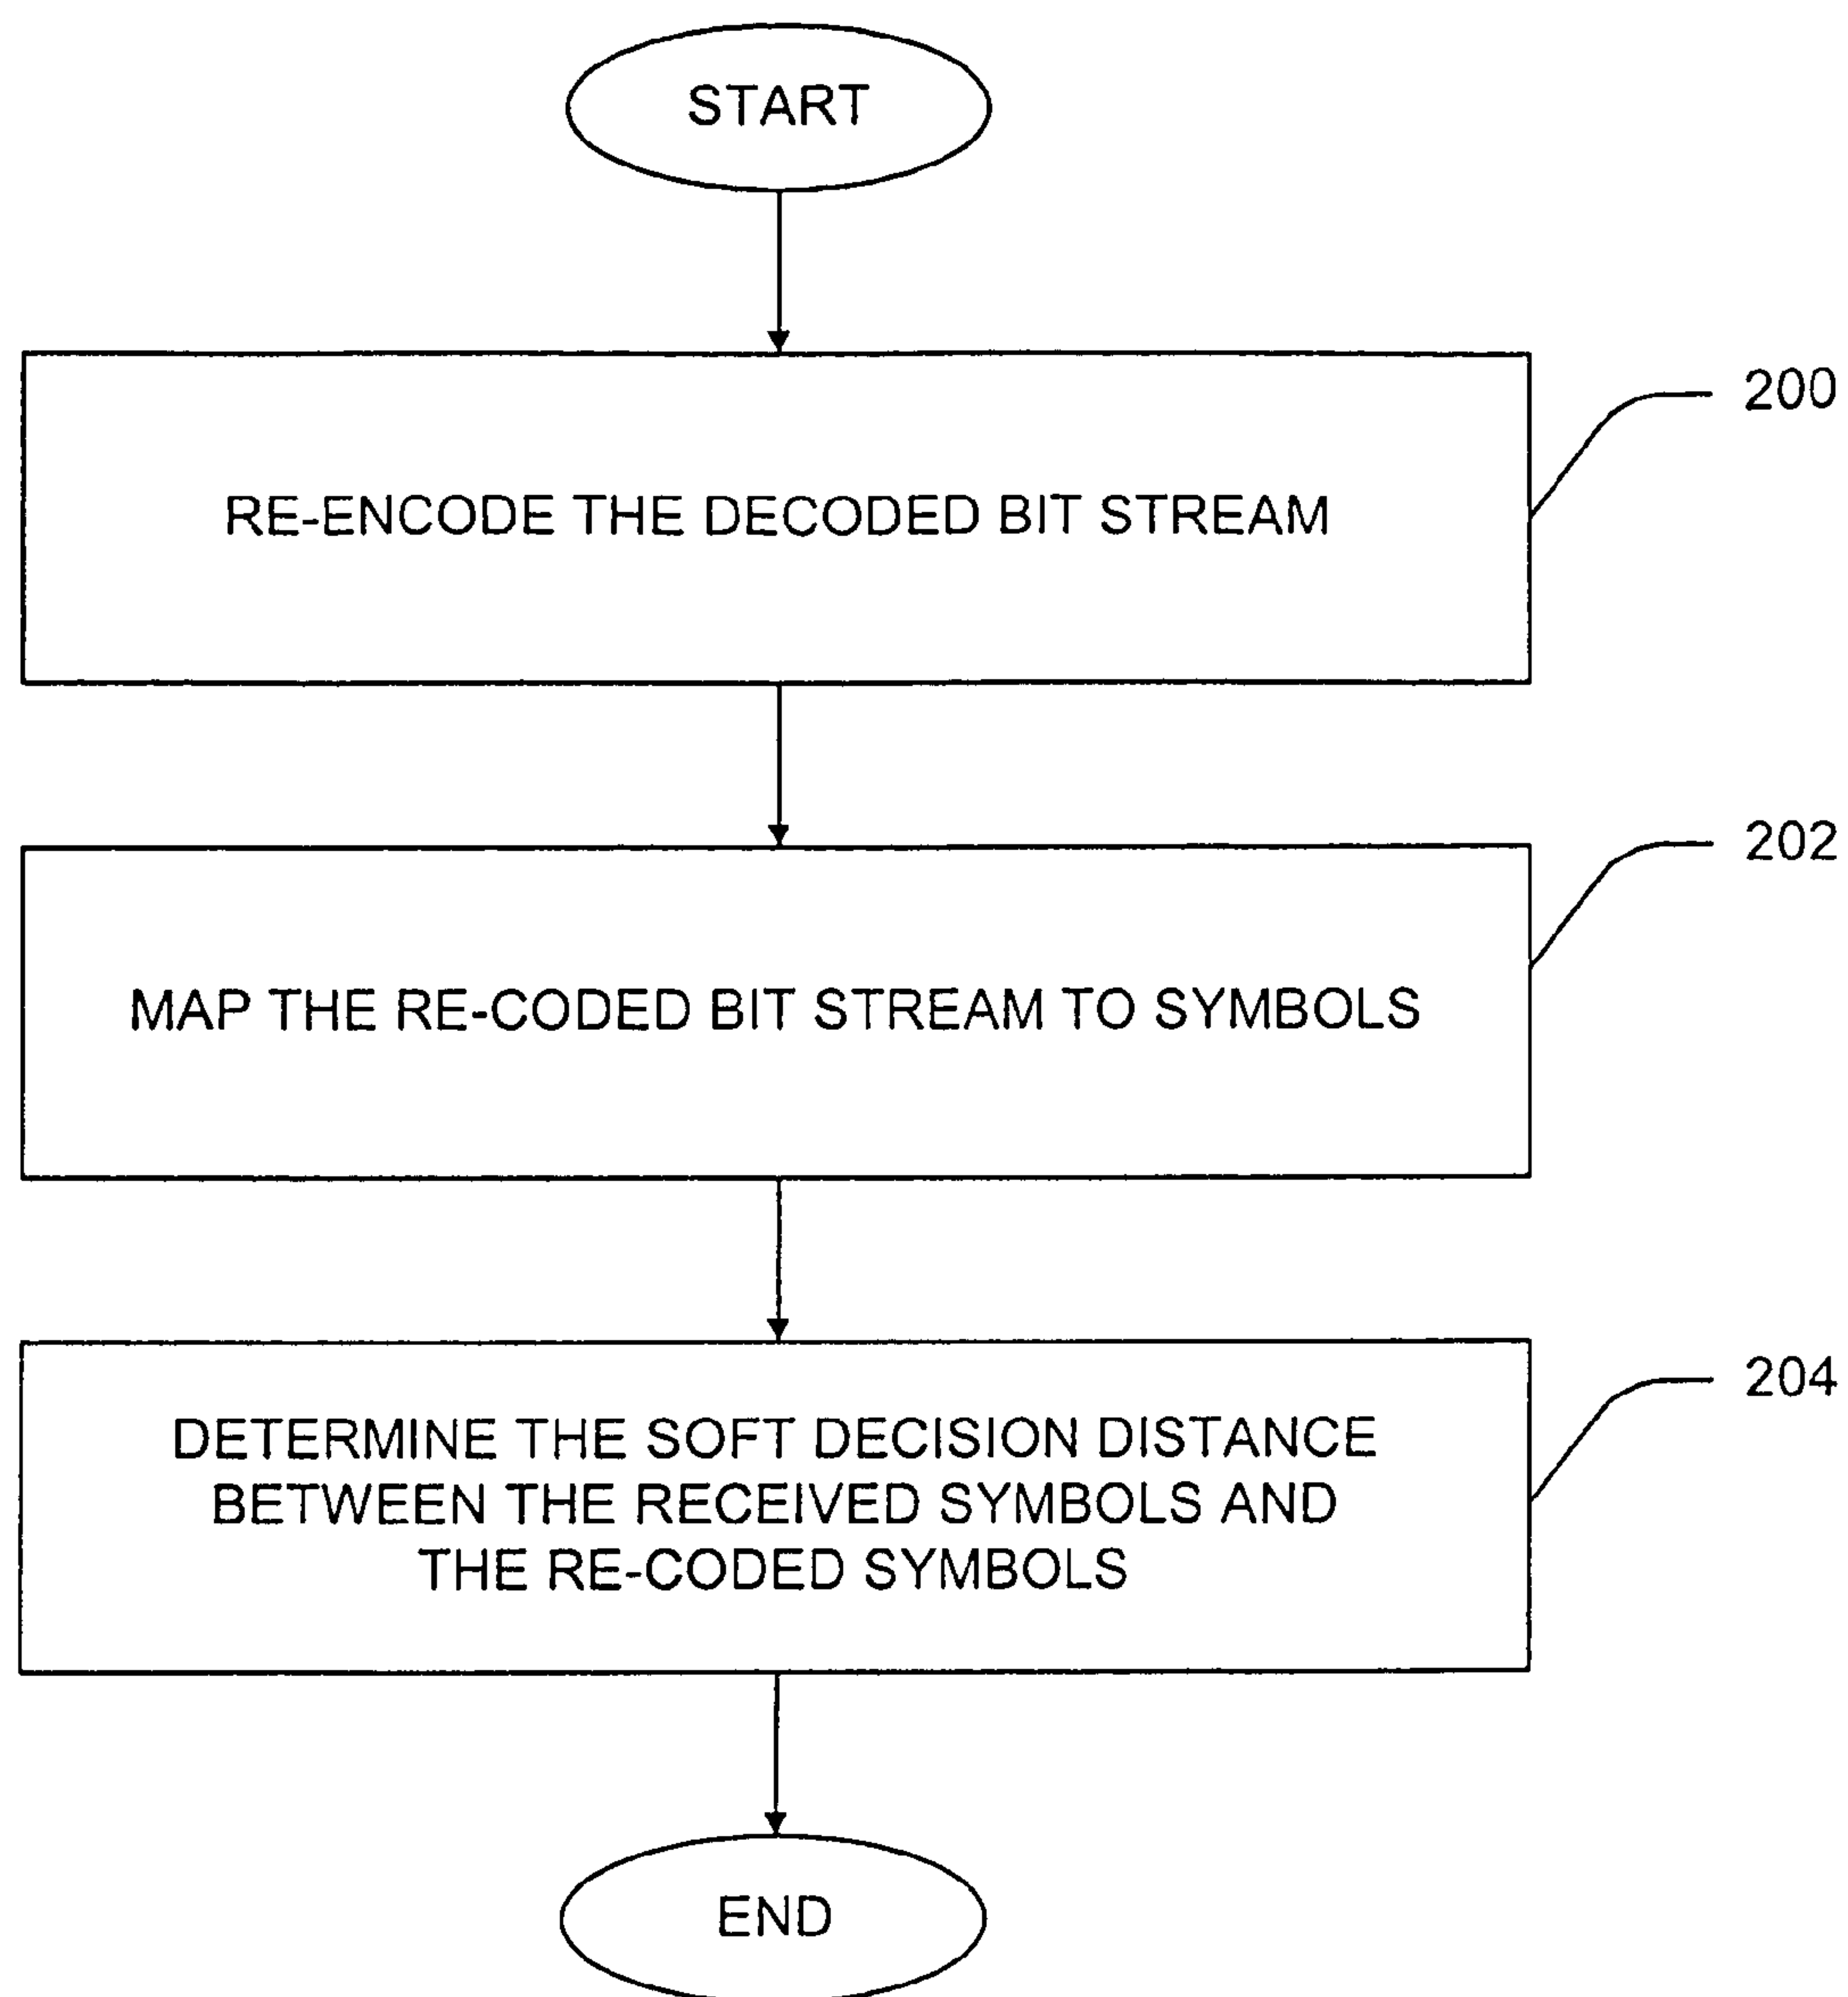 START
200
RE-ENCODE THE DECODED BIT STREAM
202
MAP THE RE-CODED BIT STREAM TO SYMBOLS
204
DETERMINE THE SOFT DECISION DISTANCE
BETWEEN THE RECEIVED SYMBOLS AND
THE RE-CODED SYMBOLS
END